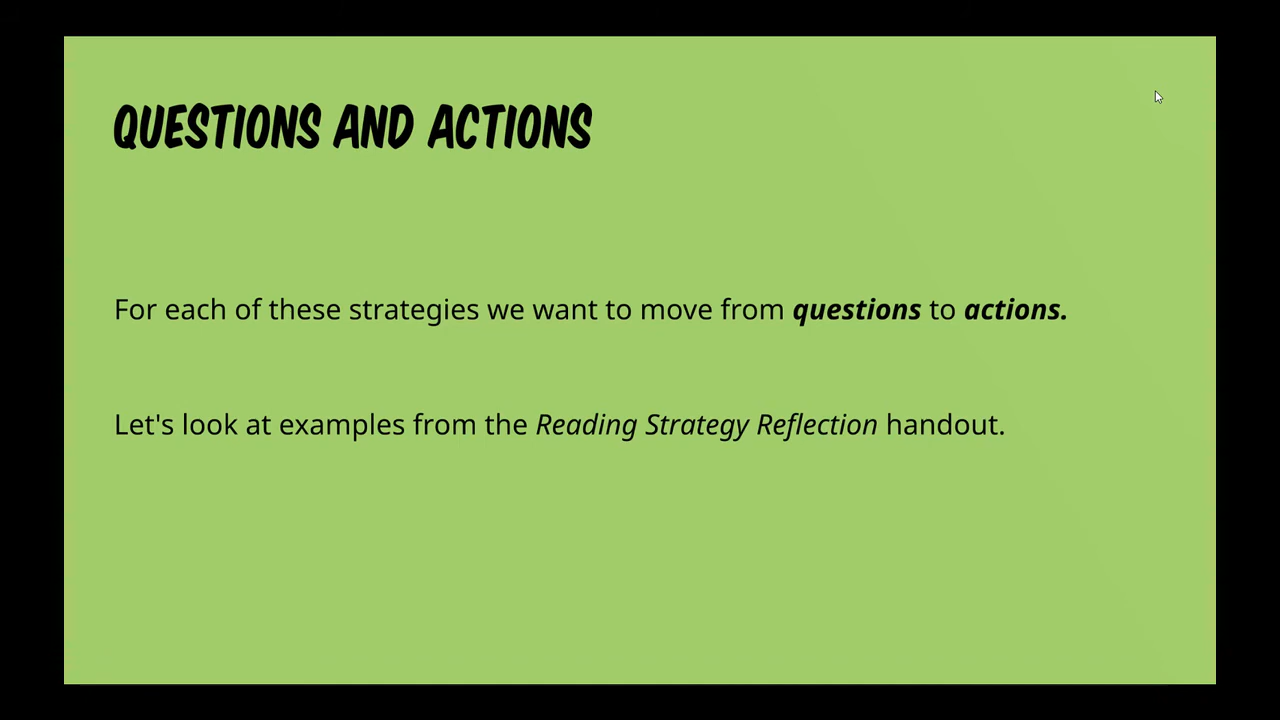 QUESTIONS AND ACTIONS
For each of these strategies we want to move from questions to actions.
Let's look at examples from the Reading Strategy Reflection handout.